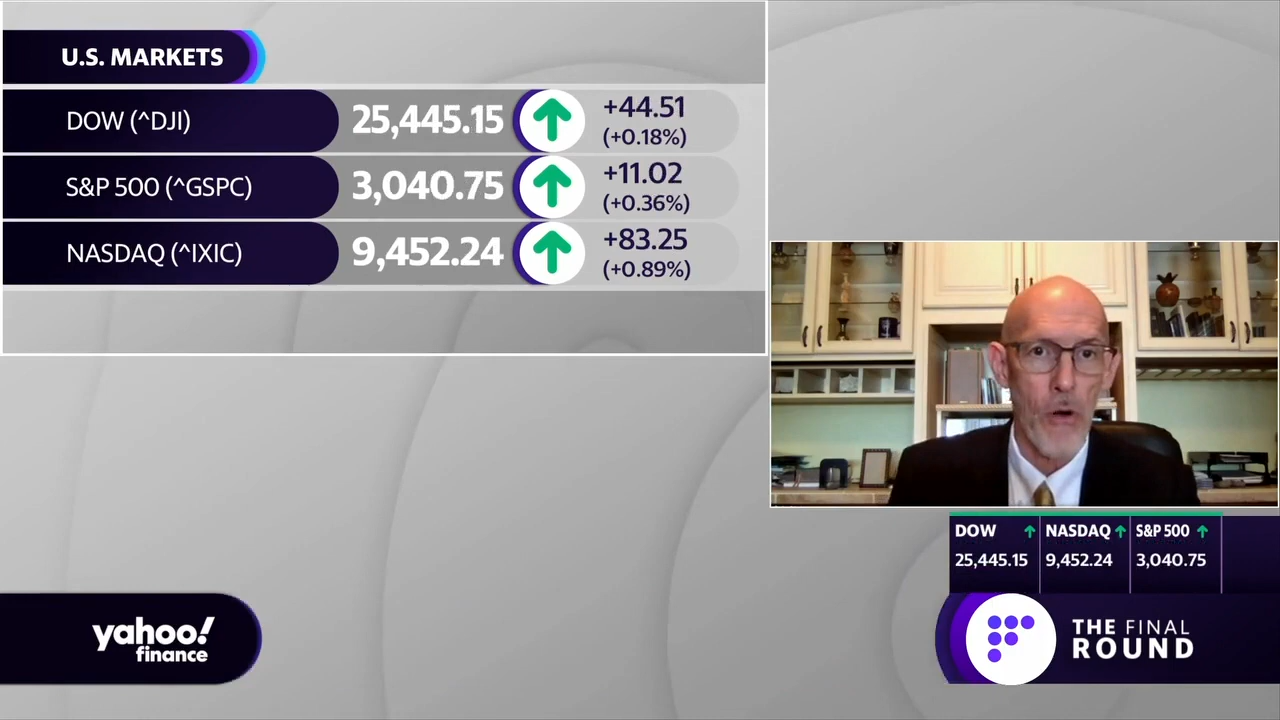 U.S. MARKETS
DOW (^DJI) 25,445.15 +44.51 (+0.18%)
S&P 500 (^GSPC) 3,040.75 +11.02 (+0.36%)
NASDAQ (^IXIC) 9,452.24 +83.25 (+0.89%)
DOW NASDAQ S&P 500
25,445.15 9,452.24 3,040.75
yahoo!
finance
THE FINAL
ROUND